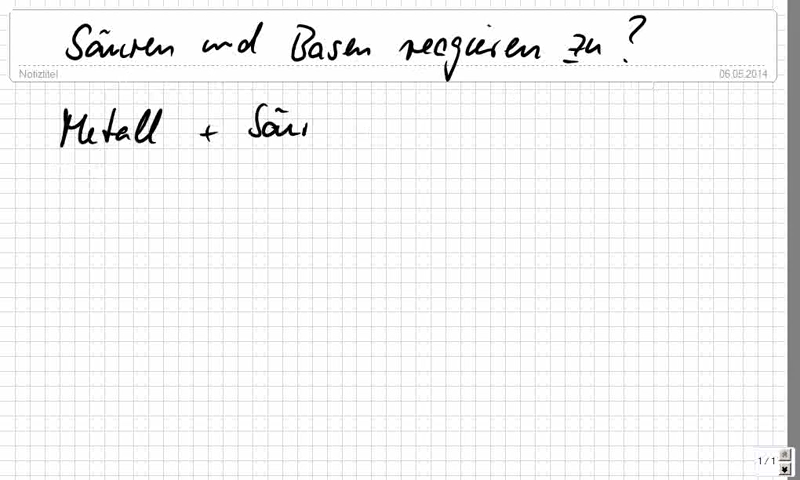 Säuren und Basen reagieren zu?
Notiztitel
06.05.2014
Metall + Säu
1/1